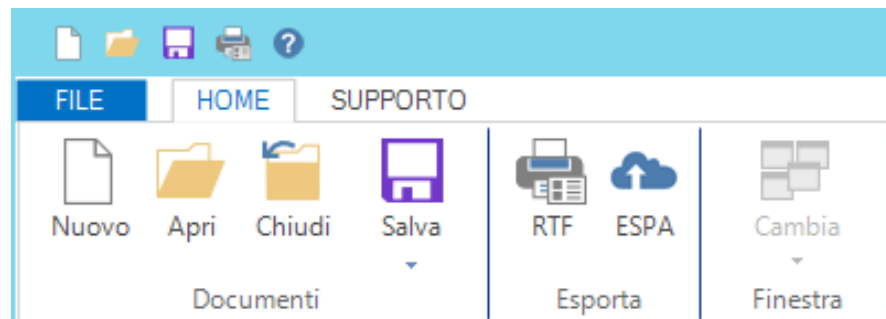 FILE HOME SUPPORTO
Nuovo Apri Chiudi Salva RTF ESPA Cambia
Documenti Esporta Finestra